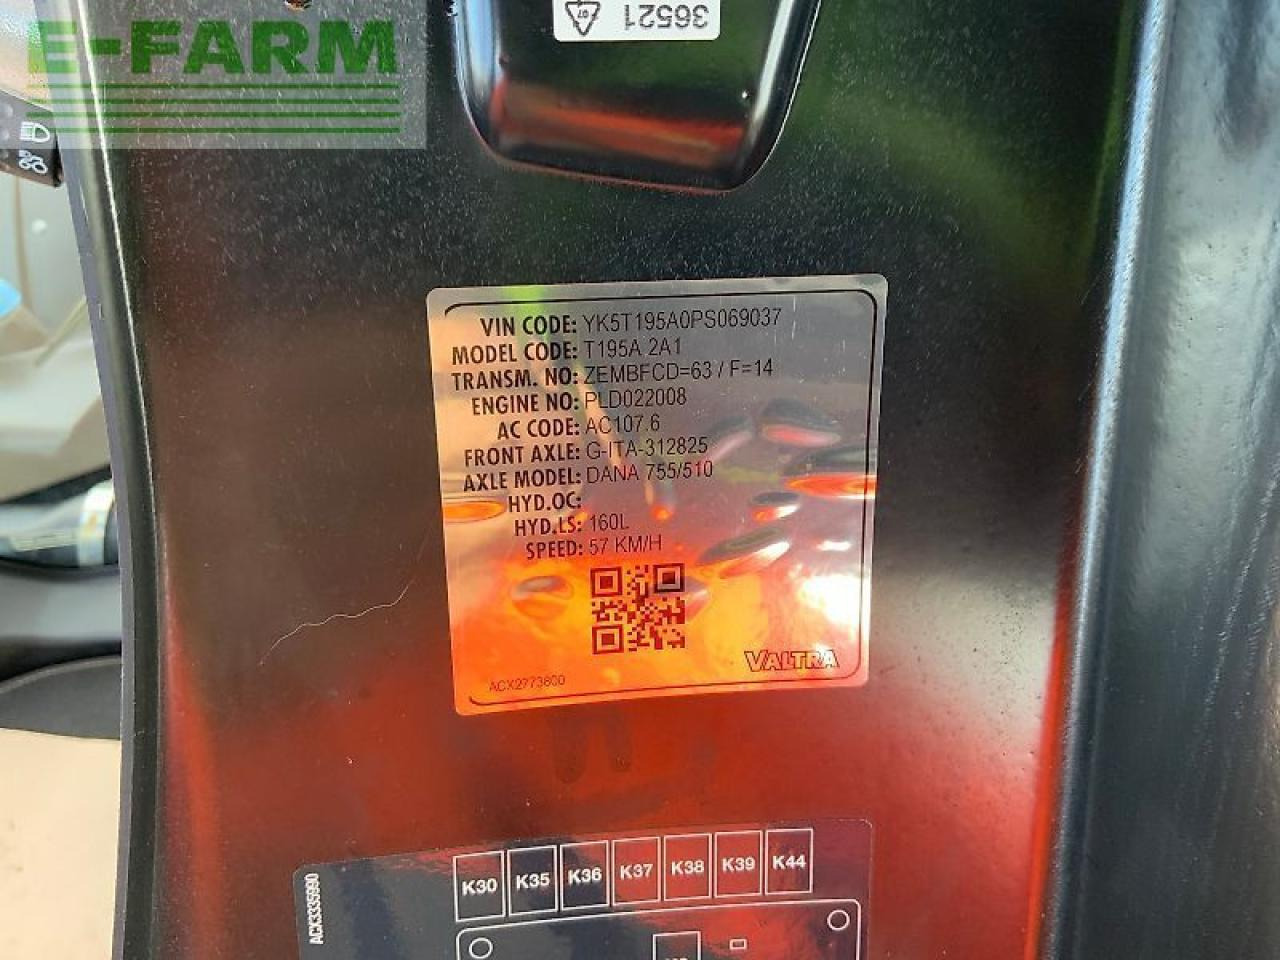 E-FARM
36521
07
VIN CODE: YK5T195A0PS069037
MODEL CODE: T195A 2A1
TRANSM. NO: ZEMBFCD=63 / F=14
ENGINE NO: PLD022008
AC CODE: AC107.6
FRONT AXLE: G-ITA-312825
AXLE MODEL: DANA 755/510
HYD.OC:
HYD.LS: 160L
SPEED: 57 KM/H
VALTRA
ACX2773800
ACX3335990
K30 K35 K36 K37 K38 K39 K44